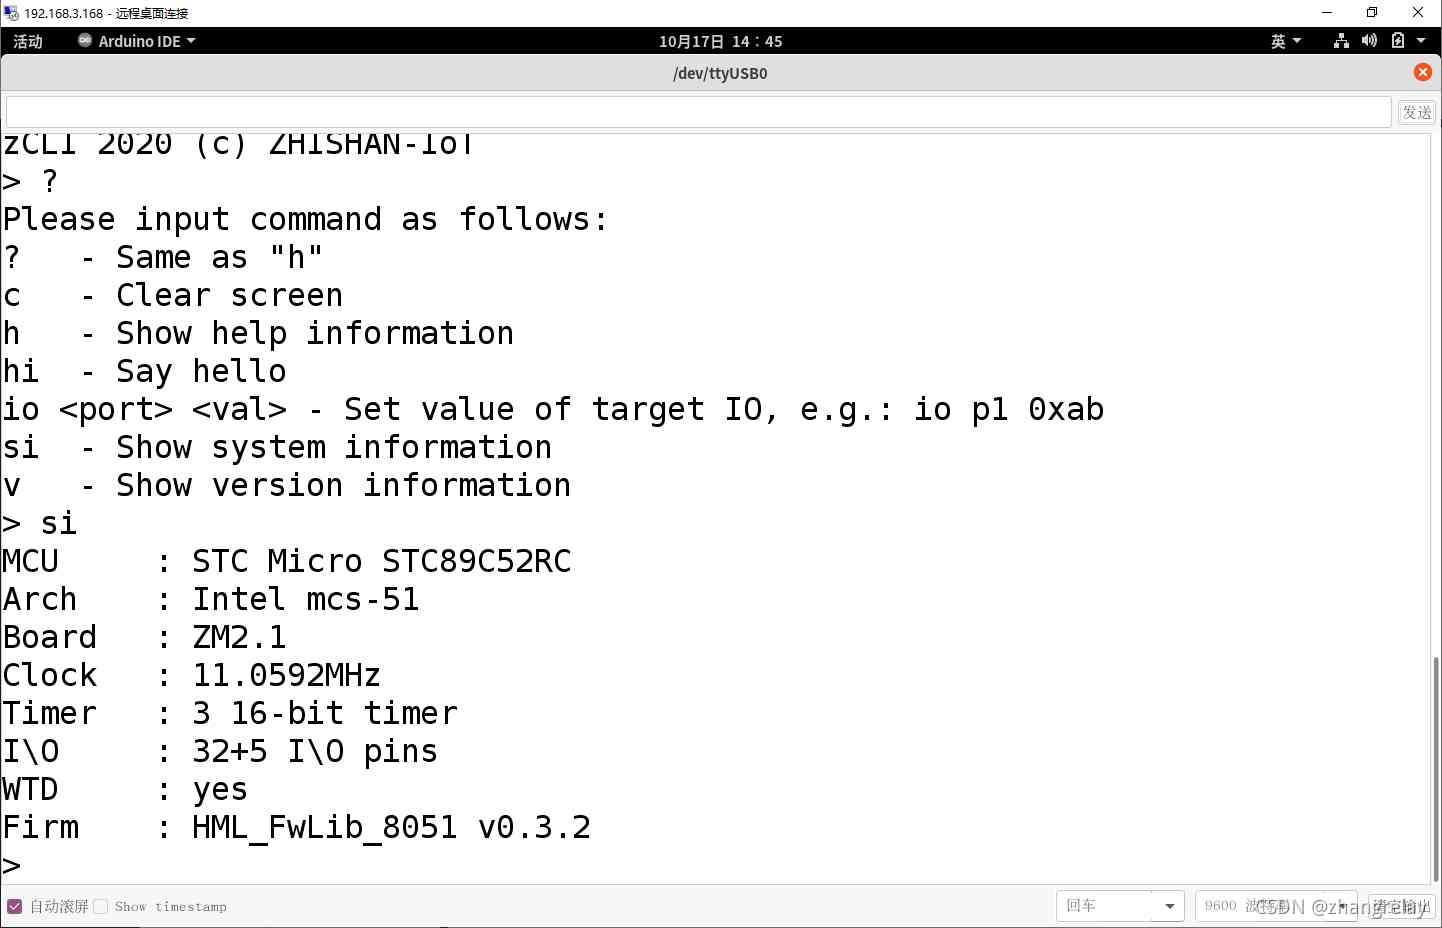 192.168.3.168 - 远程桌面连接
活动 Arduino IDE 10月17日 14：45 英
/dev/ttyUSB0
发送
zCLI 2020 (c) ZHISHAN-IoT
> ?
Please input command as follows:
? - Same as "h"
c - Clear screen
h - Show help information
hi - Say hello
io <port> <val> - Set value of target IO, e.g.: io p1 0xab
si - Show system information
v - Show version information
> si
MCU : STC Micro STC89C52RC
Arch : Intel mcs-51
Board : ZM2.1
Clock : 11.0592MHz
Timer : 3 16-bit timer
I\O : 32+5 I\O pins
WTD : yes
Firm : HML_FwLib_8051 v0.3.2
>
自动滚屏 Show timestamp 回车 9600 波特率 清空输出
CSDN @zhangrelay